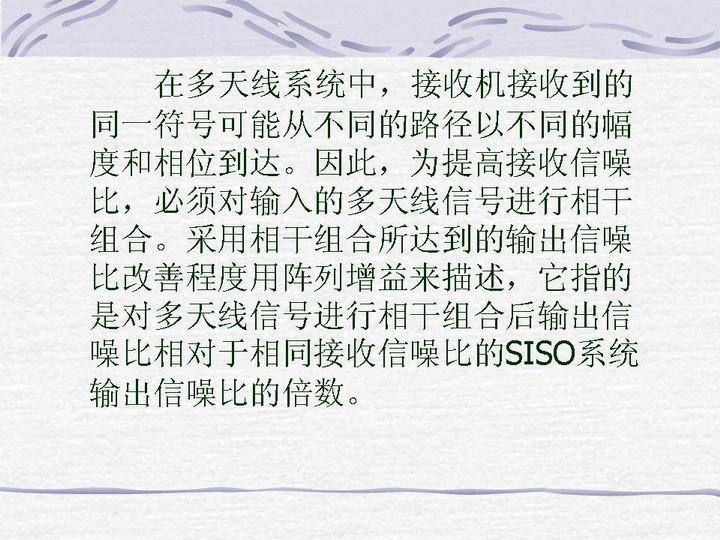 在多天线系统中，接收机接收到的
同一符号可能从不同的路径以不同的幅
度和相位到达。因此，为提高接收信噪
比，必须对输入的多天线信号进行相干
组合。采用相干组合所达到的输出信噪
比改善程度用阵列增益来描述，它指的
是对多天线信号进行相干组合后输出信
噪比相对于相同接收信噪比的SISO系统
输出信噪比的倍数。